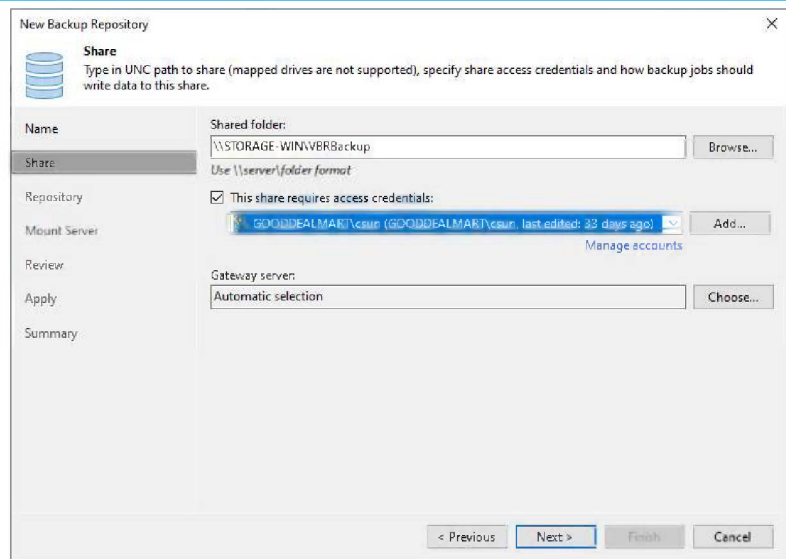 New Backup Repository
Share
Type in UNC path to share (mapped drives are not supported), specify share access credentials and how backup jobs should
write data to this share.
Name
Share
Repository
Mount Server
Review
Apply
Summary
Shared folder:
\\STORAGE-WIN\VBRBackup
Browse...
Use \\server\folder format
This share requires access credentials:
GOODDEALMART\csun (GOODDEALMART\csun, last edited: 33 days ago)
Add...
Manage accounts
Gateway server:
Automatic selection
Choose...
< Previous
Next >
Finish
Cancel